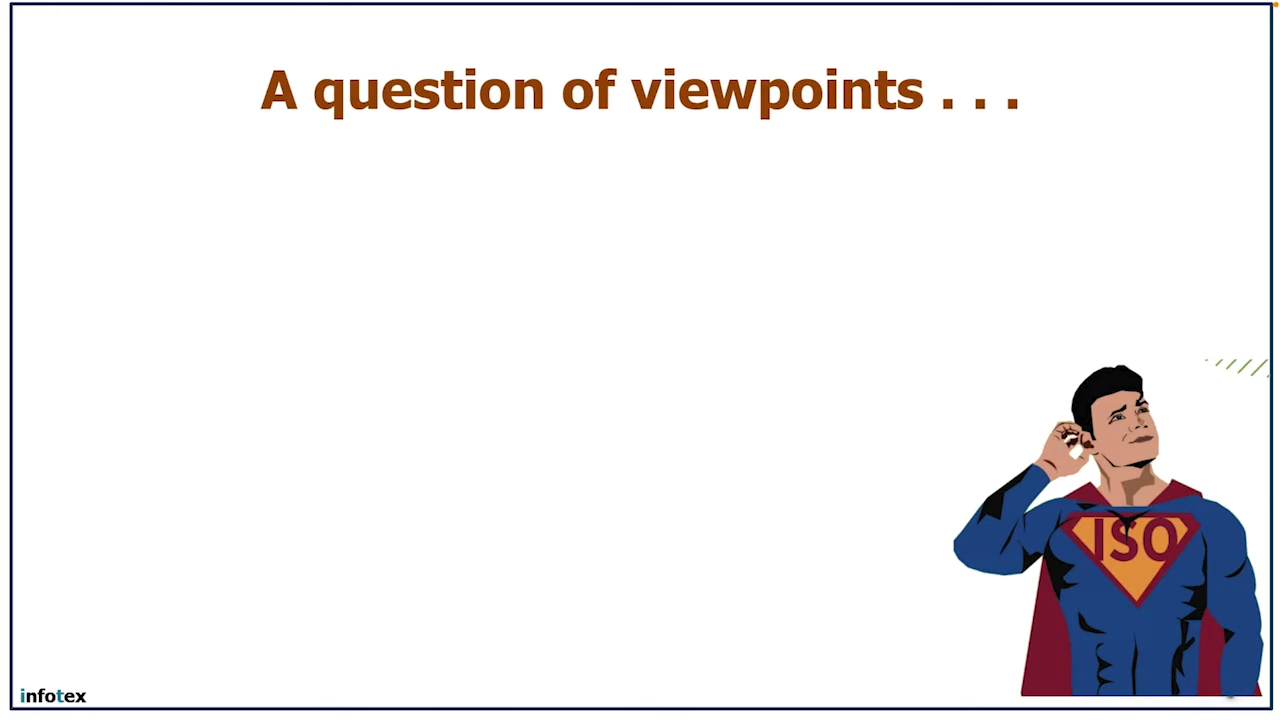 A question of viewpoints . . .
ISO
infotex